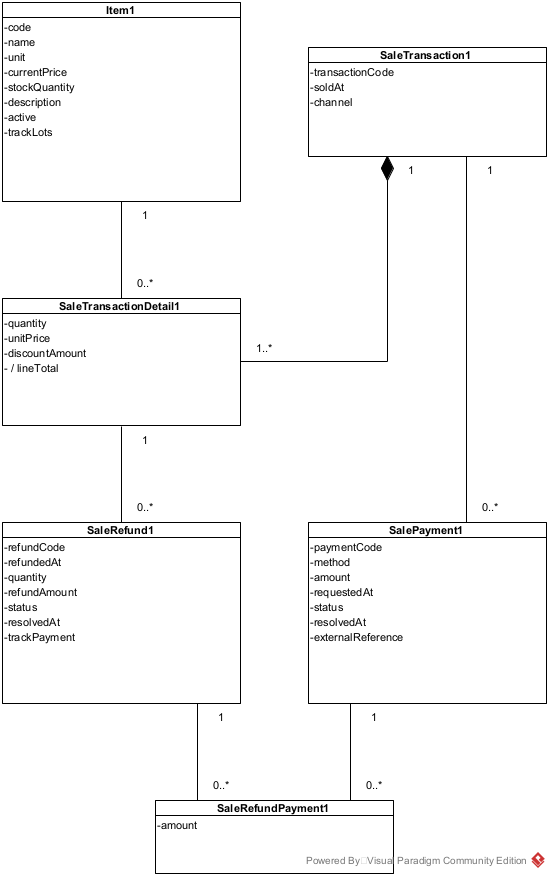 Item1
-code
-name
-unit
-currentPrice
-stockQuantity
-description
-active
-trackLots
SaleTransaction1
-transactionCode
-soldAt
-channel
1
1
1
0..*
SaleTransactionDetail1
-quantity
-unitPrice
-discountAmount
- / lineTotal
1..*
1
0..*
0..*
SaleRefund1
-refundCode
-refundedAt
-quantity
-refundAmount
-status
-resolvedAt
-trackPayment
SalePayment1
-paymentCode
-method
-amount
-requestedAt
-status
-resolvedAt
-externalReference
1
1
0..*
0..*
SaleRefundPayment1
-amount
Powered By Visual Paradigm Community Edition